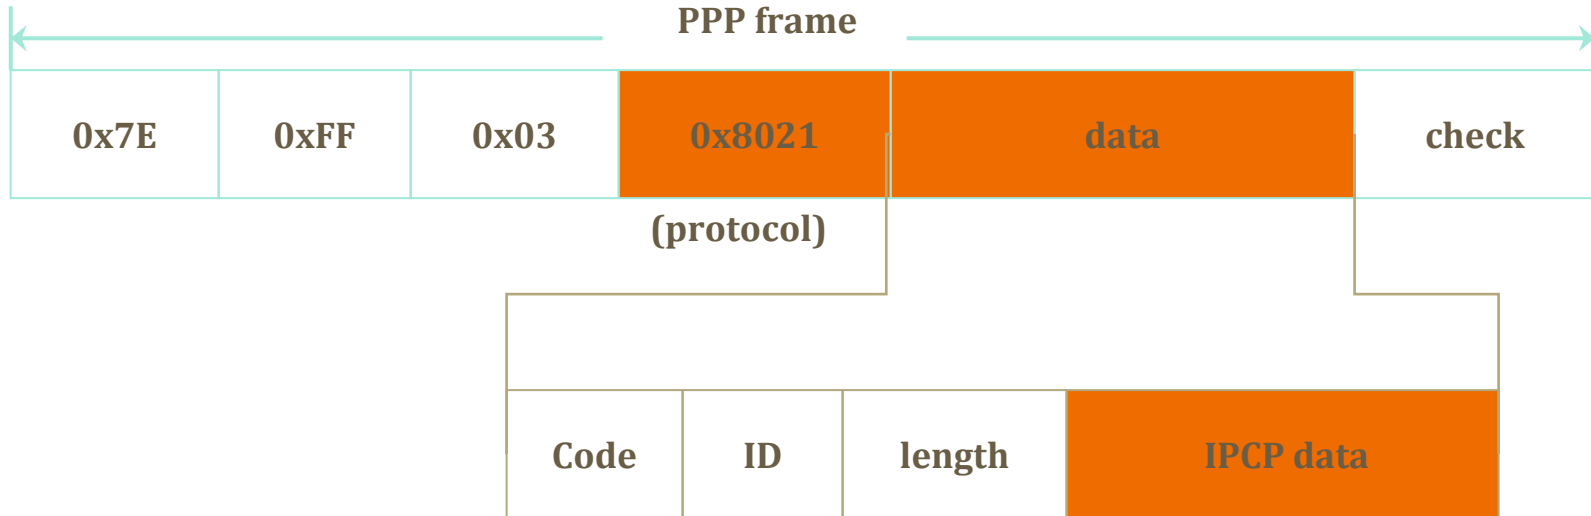 PPP frame
0x7E 0xFF 0x03 0x8021 data check
(protocol)
Code ID length IPCP data